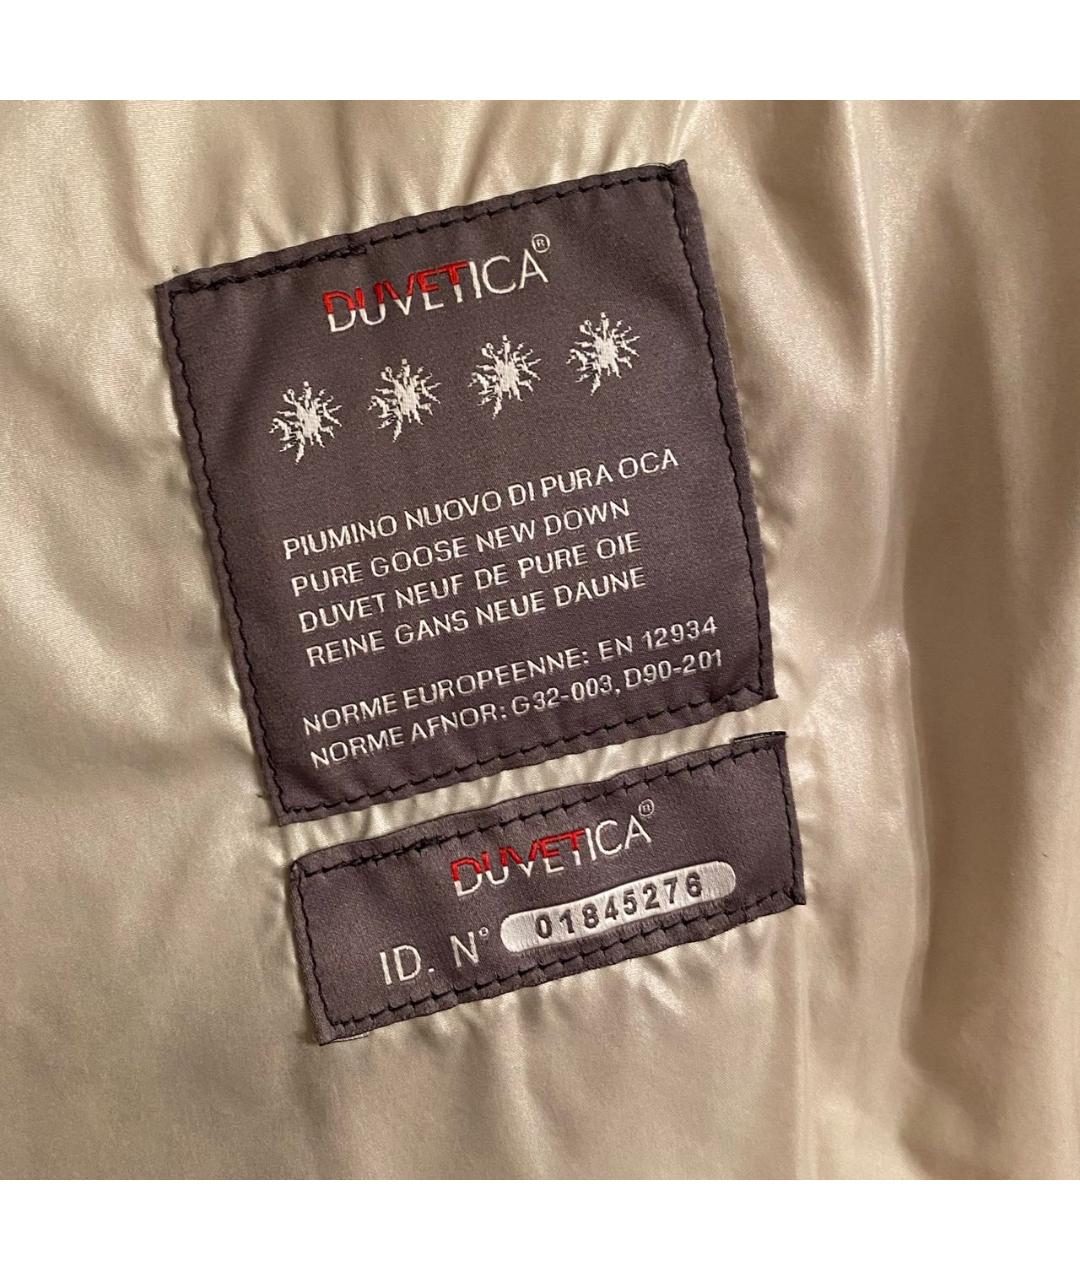 DUVETICA®
PIUMINO NUOVO DI PURA OCA
PURE GOOSE NEW DOWN
DUVET NEUF DE PURE OIE
REINE GANS NEUE DAUNE
NORME EUROPEENNE: EN 12934
NORME AFNOR: G32-003, D90-201
DUVETICA®
ID. N° 01845276